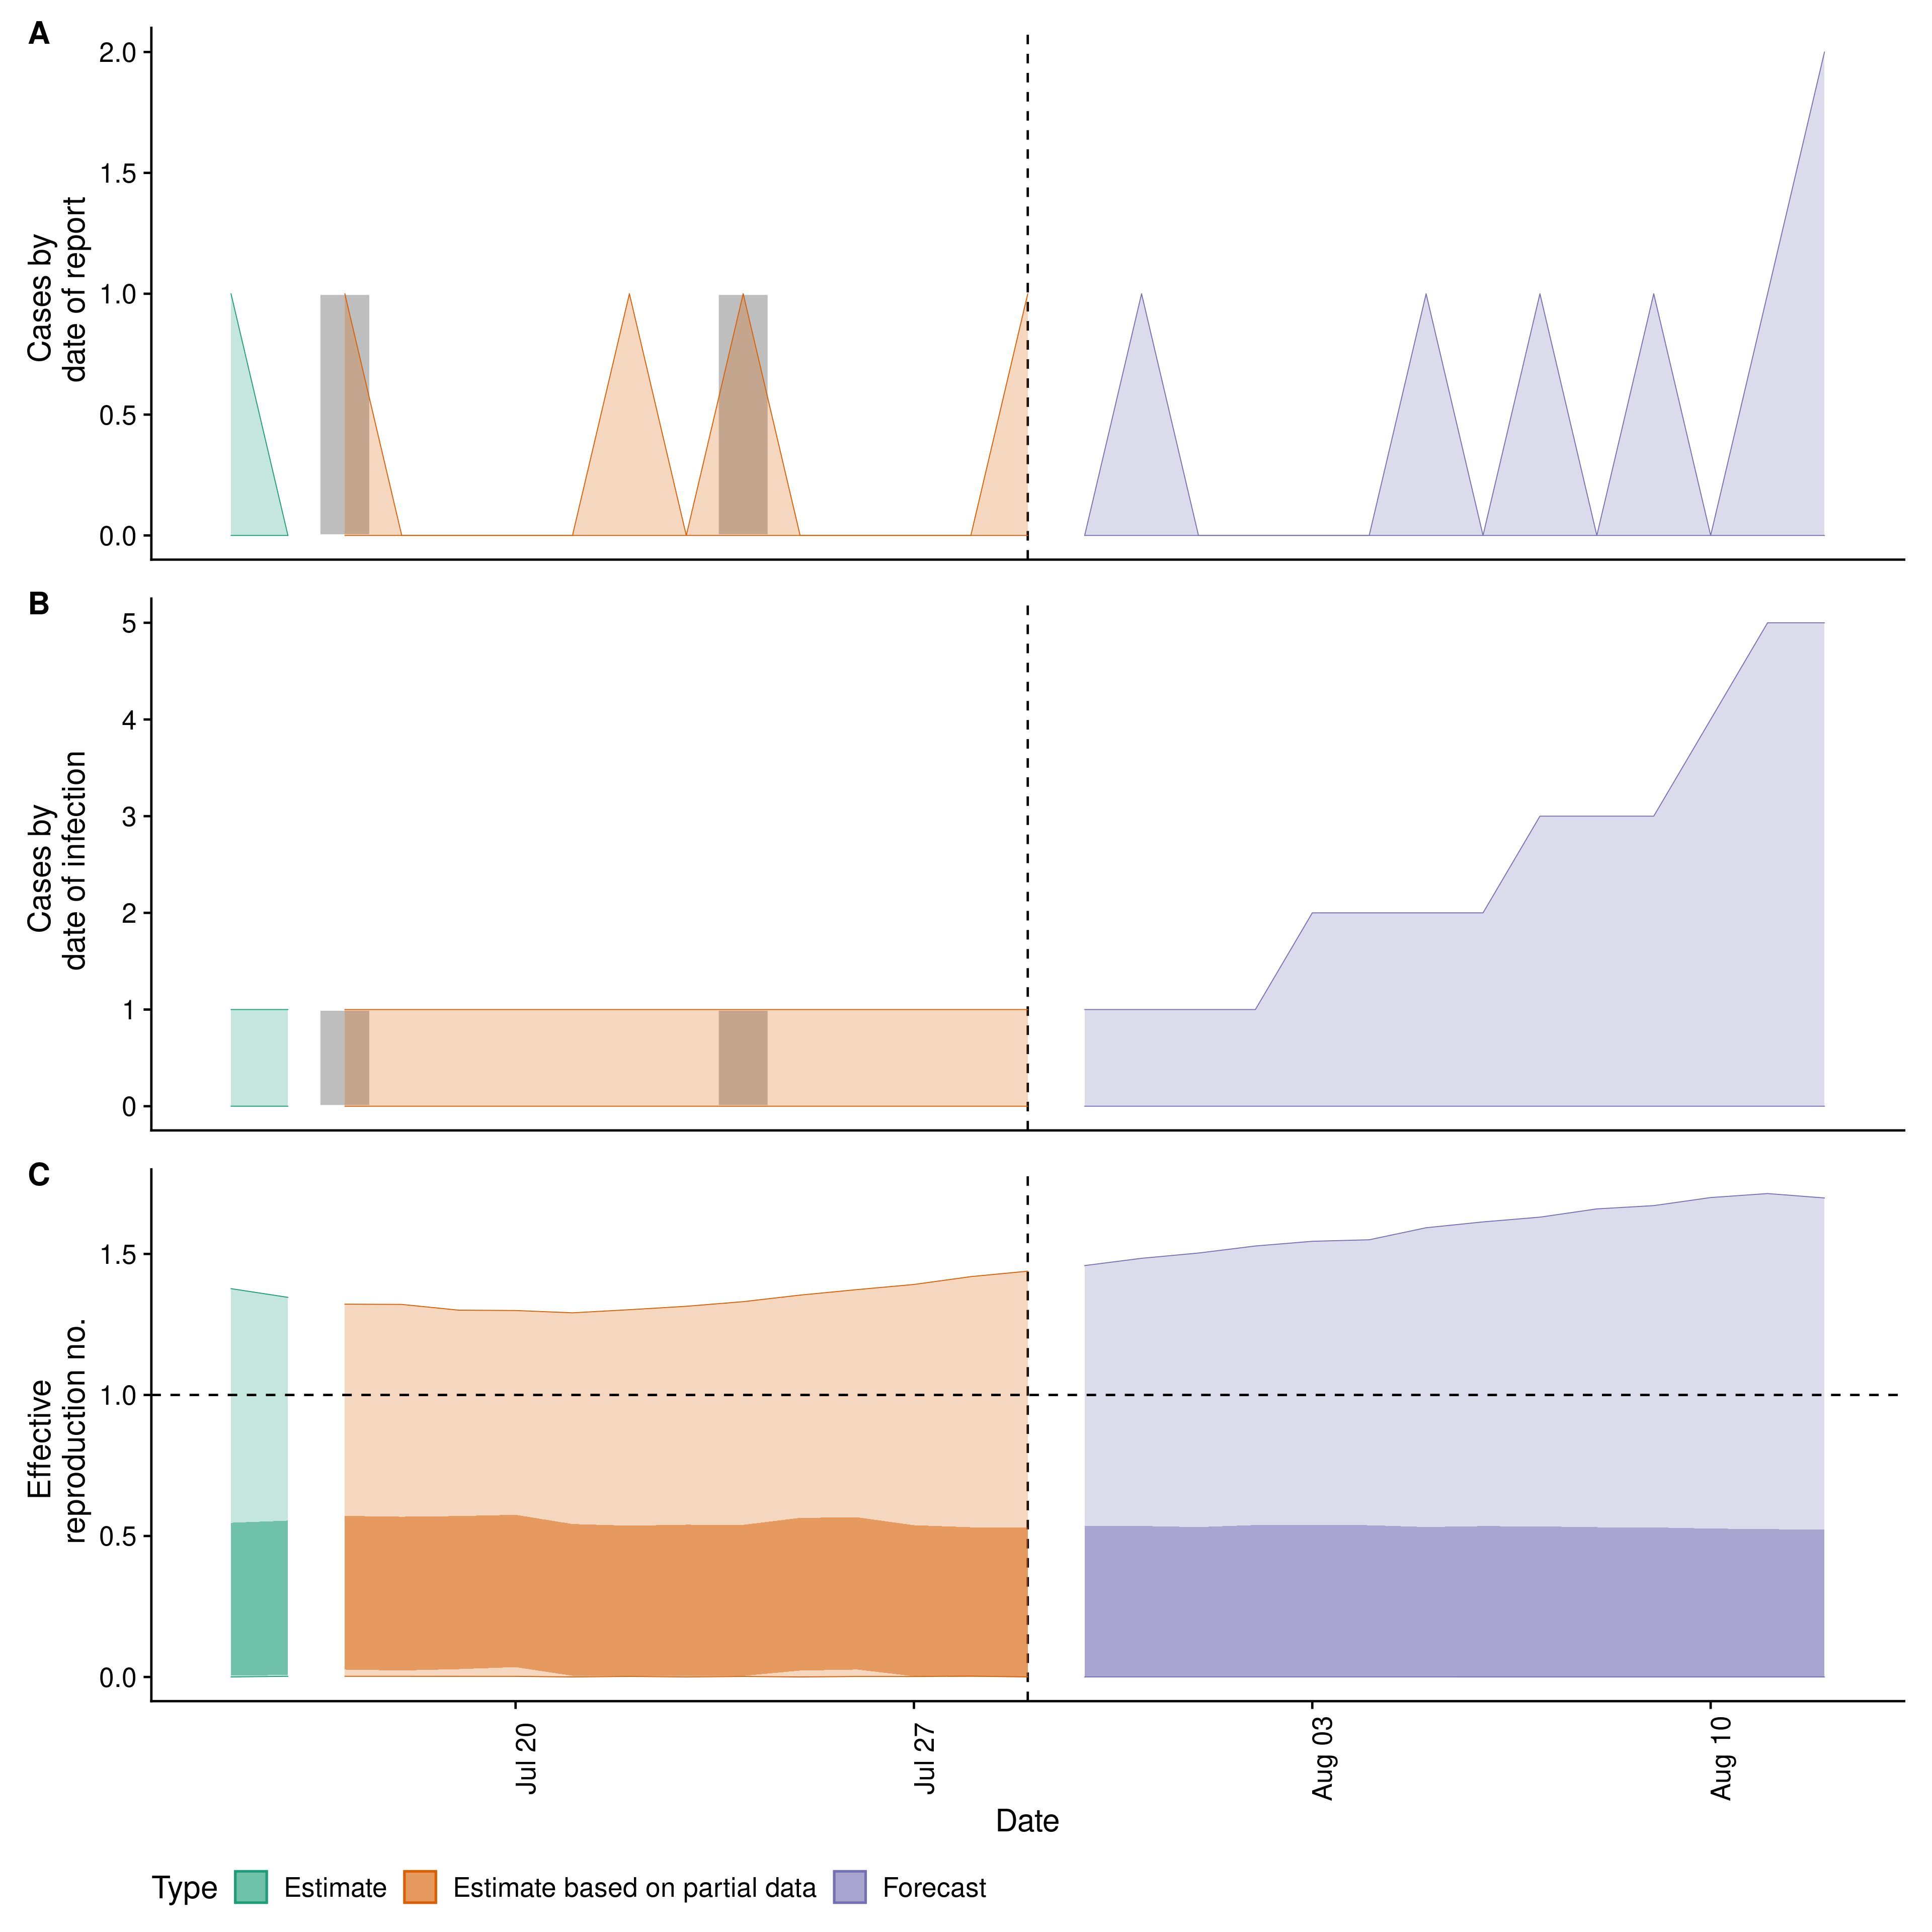 A
2.0
1.5
1.0
0.5
0.0
Cases by
date of report
B
5
4
3
2
1
0
Cases by
date of infection
C
1.5
1.0
0.5
0.0
Effective
reproduction no.
Jul 20
Jul 27
Aug 03
Aug 10
Date
Type Estimate Estimate based on partial data Forecast